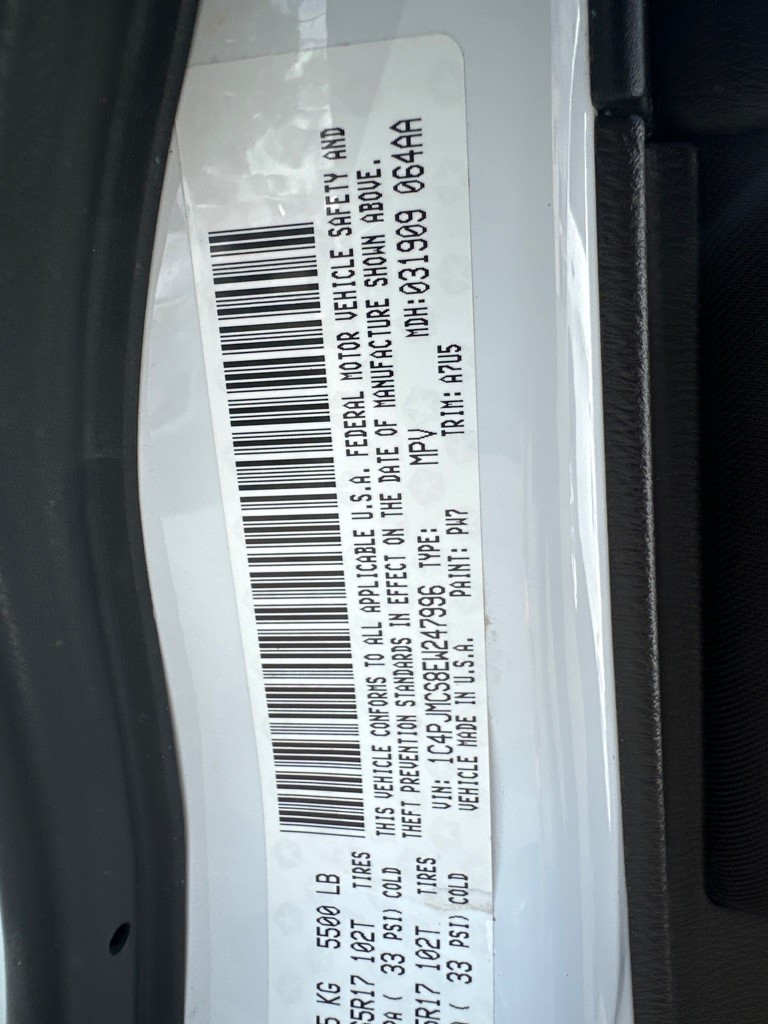 5 KG 5500 LB
5R17 102T TIRES
PA ( 33 PSI) COLD
5R17 102T. TIRES
( 33 PSI) COLD
THIS VEHICLE CONFORMS TO ALL APPLICABLE U.S.A. FEDERAL MOTOR VEHICLE SAFETY AND
THEFT PREVENTION STANDARDS IN EFFECT ON THE DATE OF MANUFACTURE SHOWN ABOVE.
VIN: 1C4PJMCS8EW247996 TYPE: MPV MDH:031909 064AA
VEHICLE MADE IN U.S.A. PAINT: PW7 TRIM: A7U5